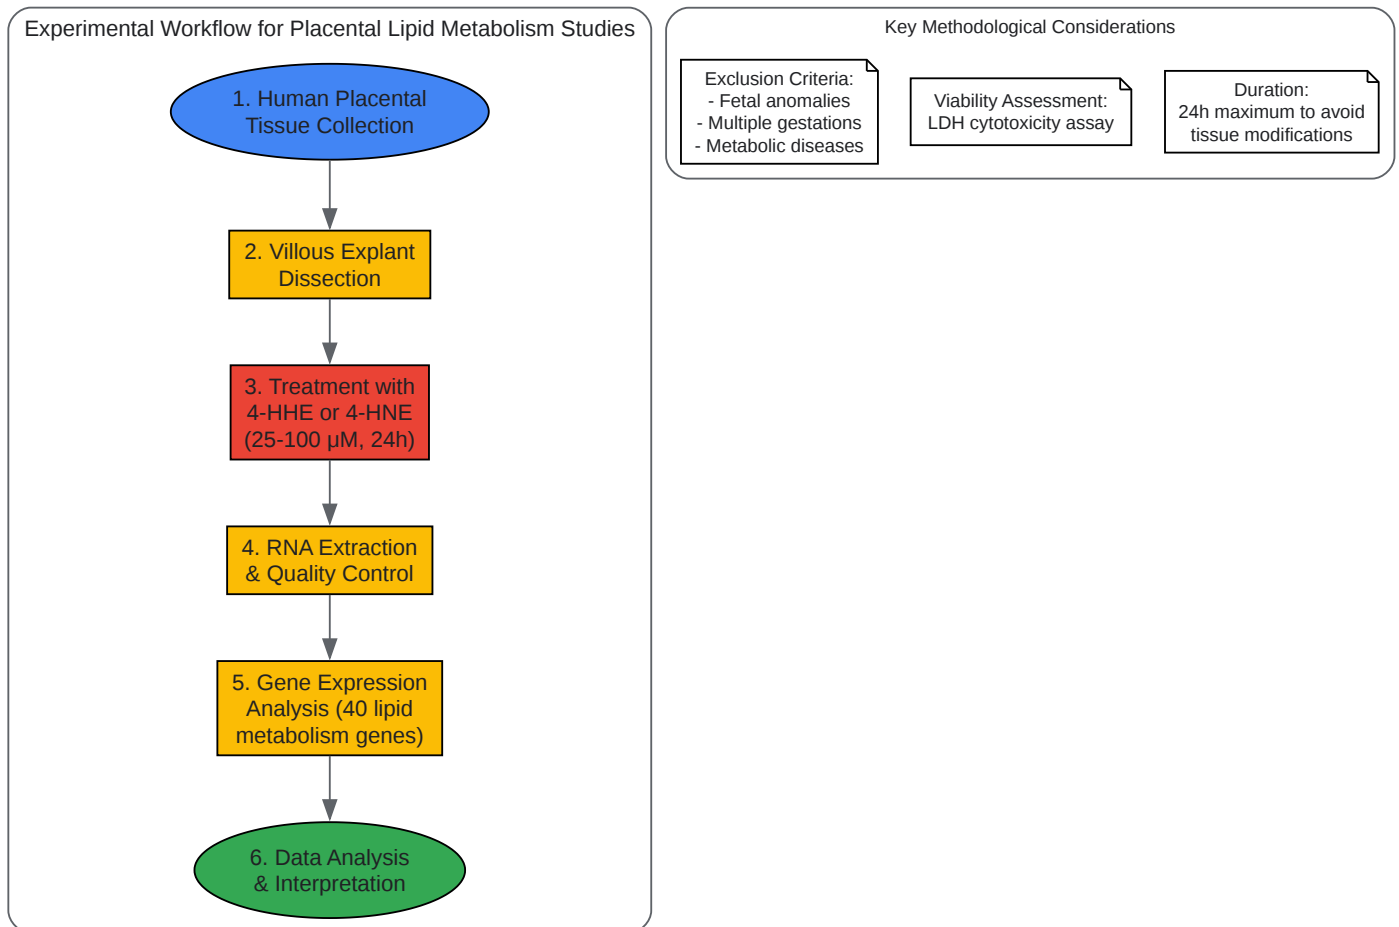 Experimental Workflow for Placental Lipid Metabolism Studies
1. Human Placental
Tissue Collection
2. Villous Explant
Dissection
3. Treatment with
4-HHE or 4-HNE
(25-100 μM, 24h)
4. RNA Extraction
& Quality Control
5. Gene Expression
Analysis (40 lipid
metabolism genes)
6. Data Analysis
& Interpretation
Key Methodological Considerations
Exclusion Criteria:
- Fetal anomalies
- Multiple gestations
- Metabolic diseases
Viability Assessment:
LDH cytotoxicity assay
Duration:
24h maximum to avoid
tissue modifications